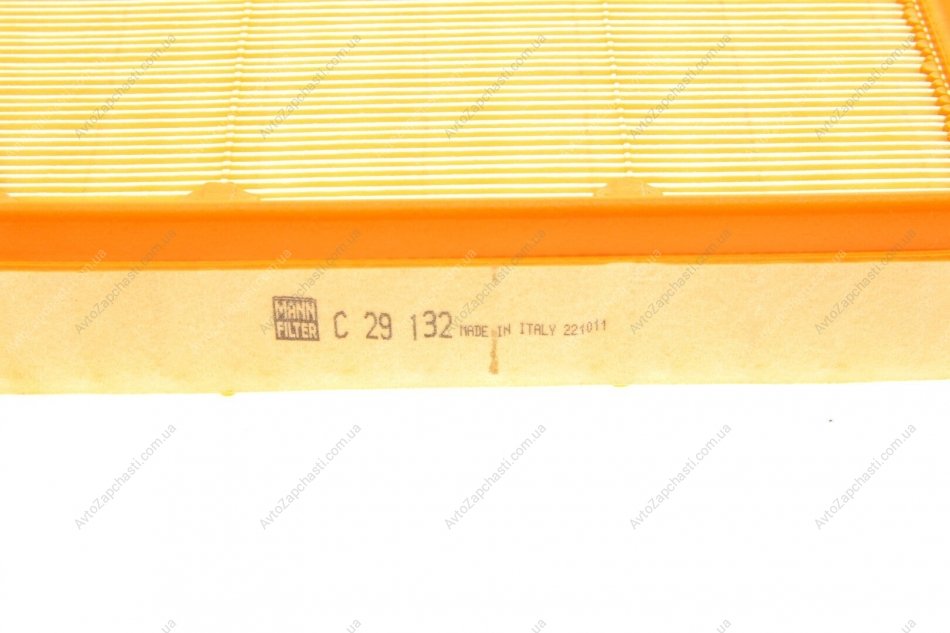 MANN
FILTER
C 29 132 MADE IN ITALY 221011
AvtoZapchasti.com.ua